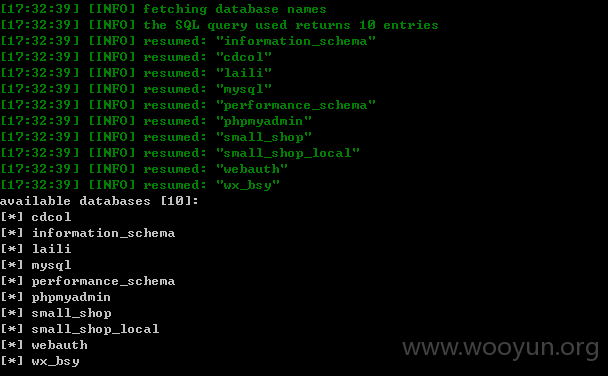 [17:32:39] [INFO] fetching database names
[17:32:39] [INFO] the SQL query used returns 10 entries
[17:32:39] [INFO] resumed: "information_schema"
[17:32:39] [INFO] resumed: "cdcol"
[17:32:39] [INFO] resumed: "laili"
[17:32:39] [INFO] resumed: "mysql"
[17:32:39] [INFO] resumed: "performance_schema"
[17:32:39] [INFO] resumed: "phpmyadmin"
[17:32:39] [INFO] resumed: "small_shop"
[17:32:39] [INFO] resumed: "small_shop_local"
[17:32:39] [INFO] resumed: "webauth"
[17:32:39] [INFO] resumed: "wx_bsy"
available databases [10]:
[*] cdcol
[*] information_schema
[*] laili
[*] mysql
[*] performance_schema
[*] phpmyadmin
[*] small_shop
[*] small_shop_local
[*] webauth
[*] wx_bsy
www.wooyun.org